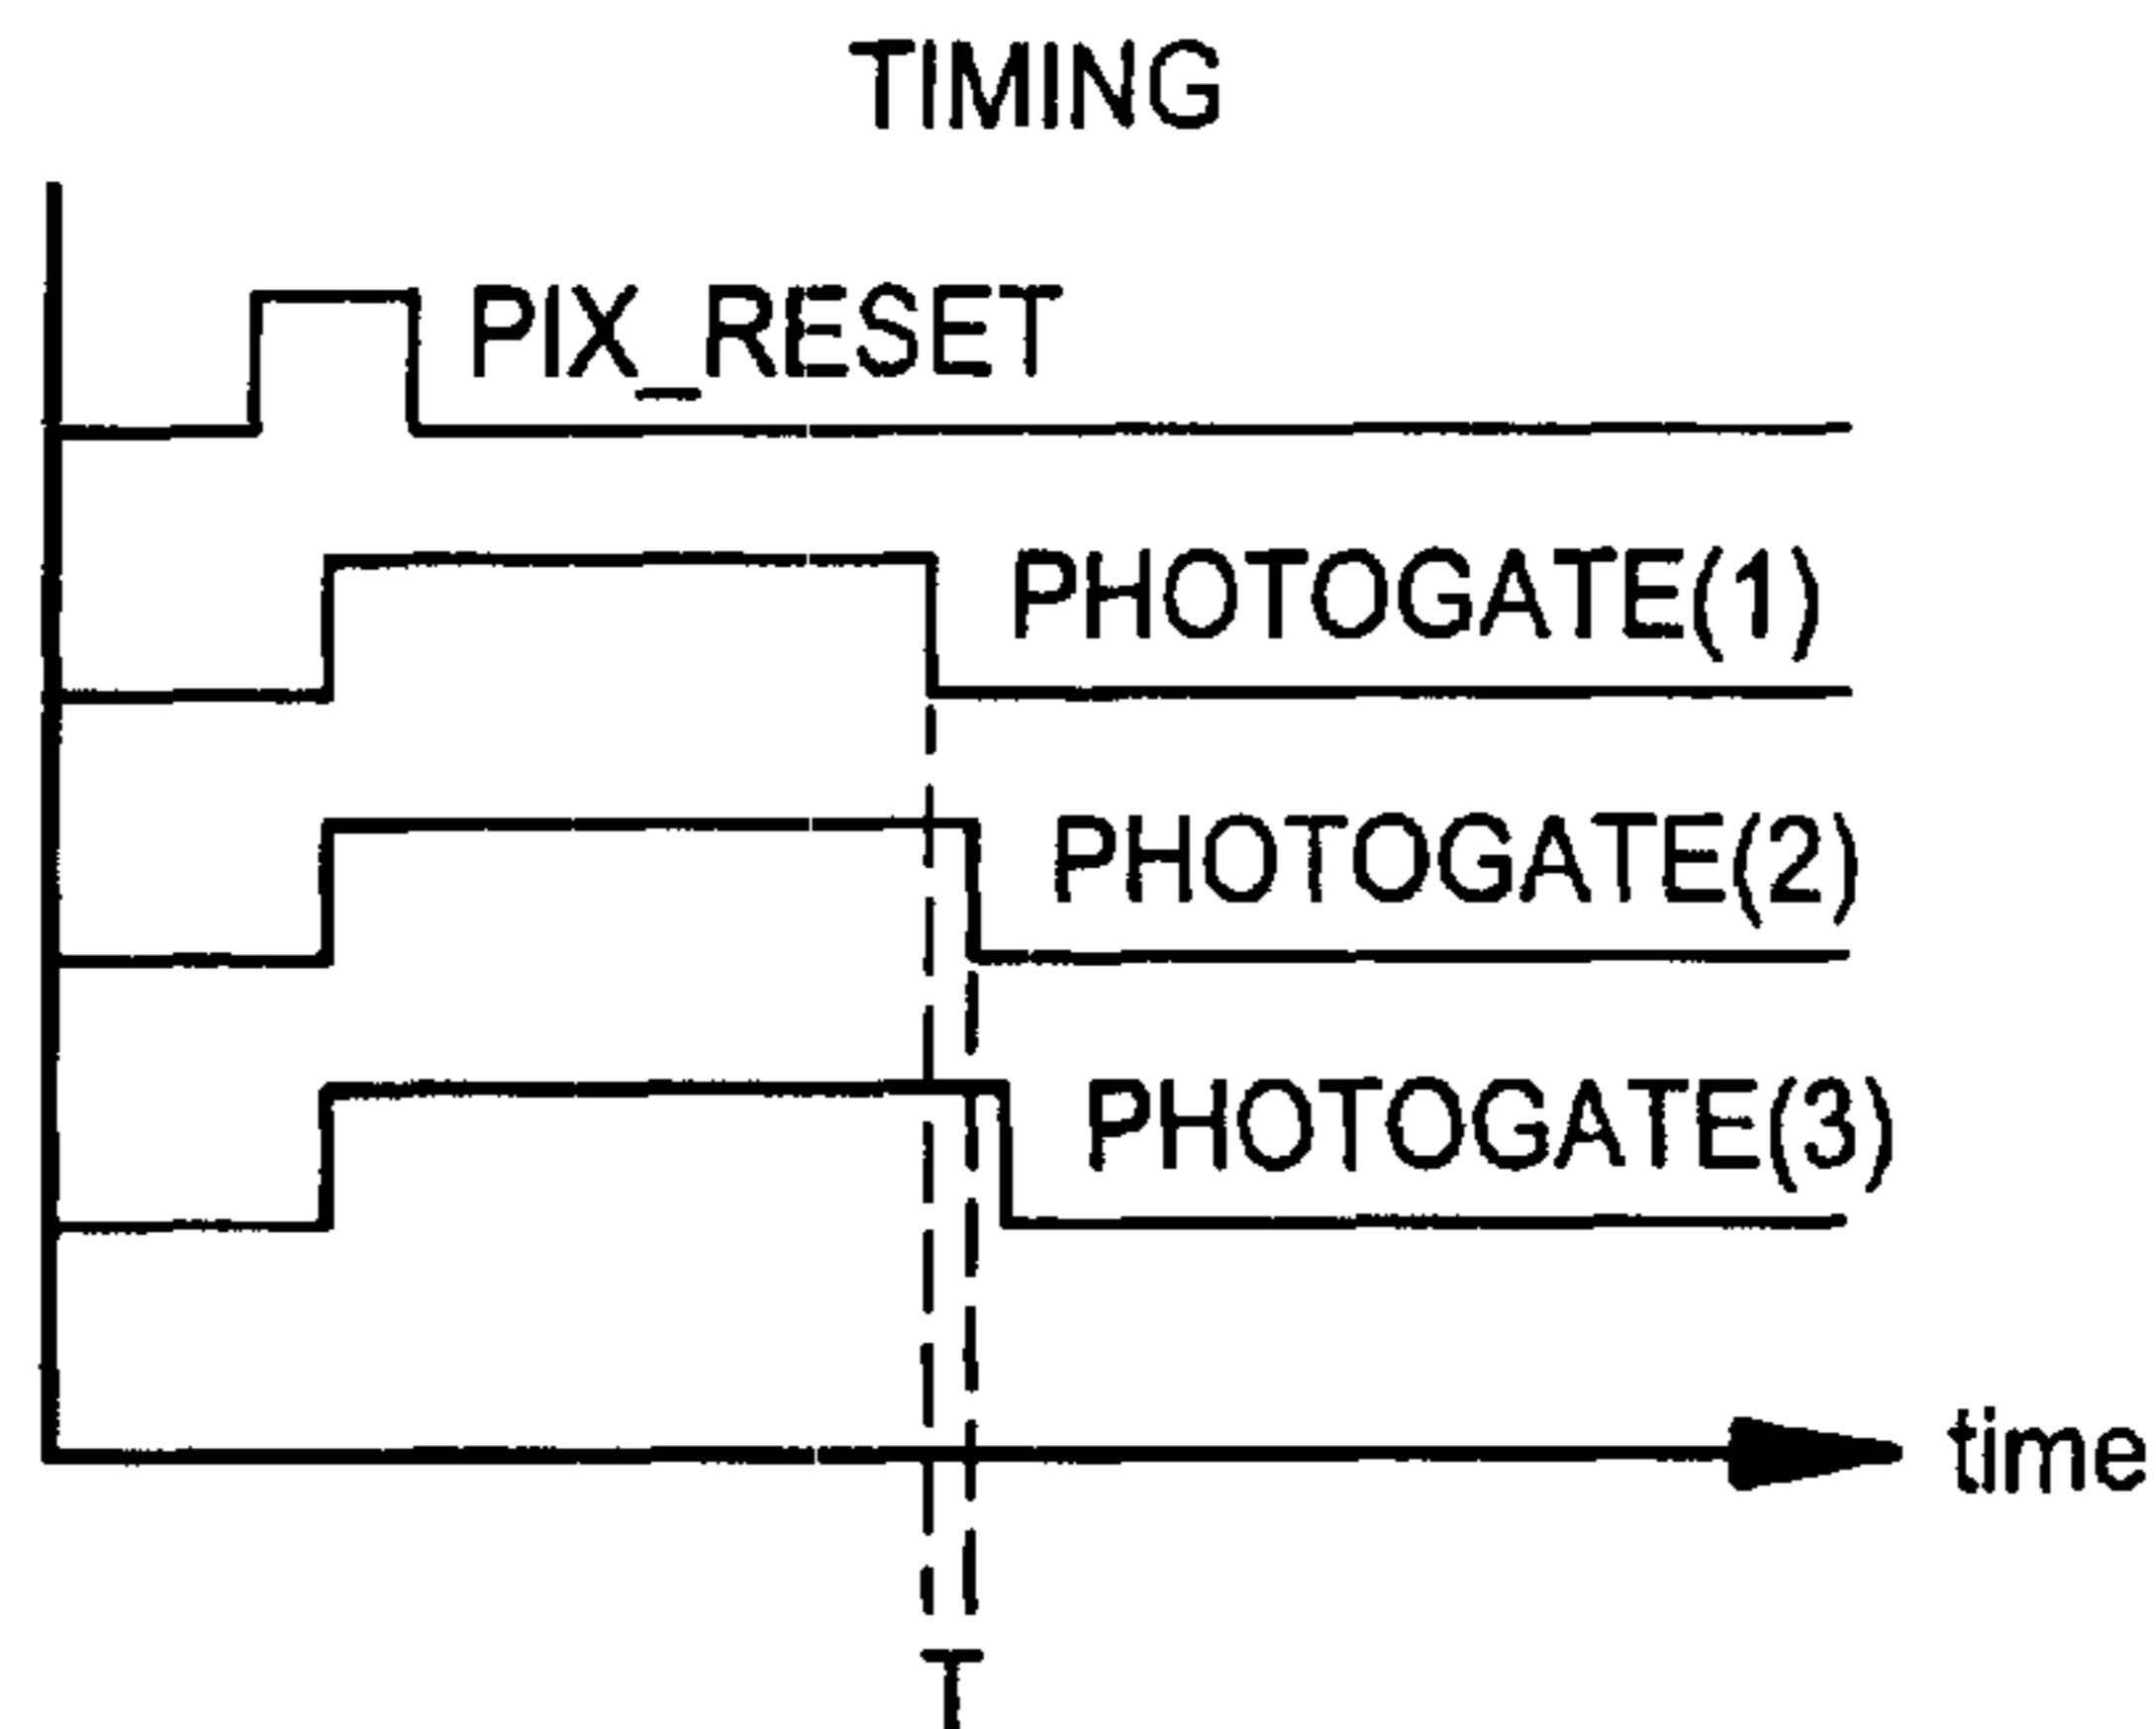 TIMING
PIX_RESET
PHOTOGATE(1)
PHOTOGATE(2)
PHOTOGATE(3)
time
T